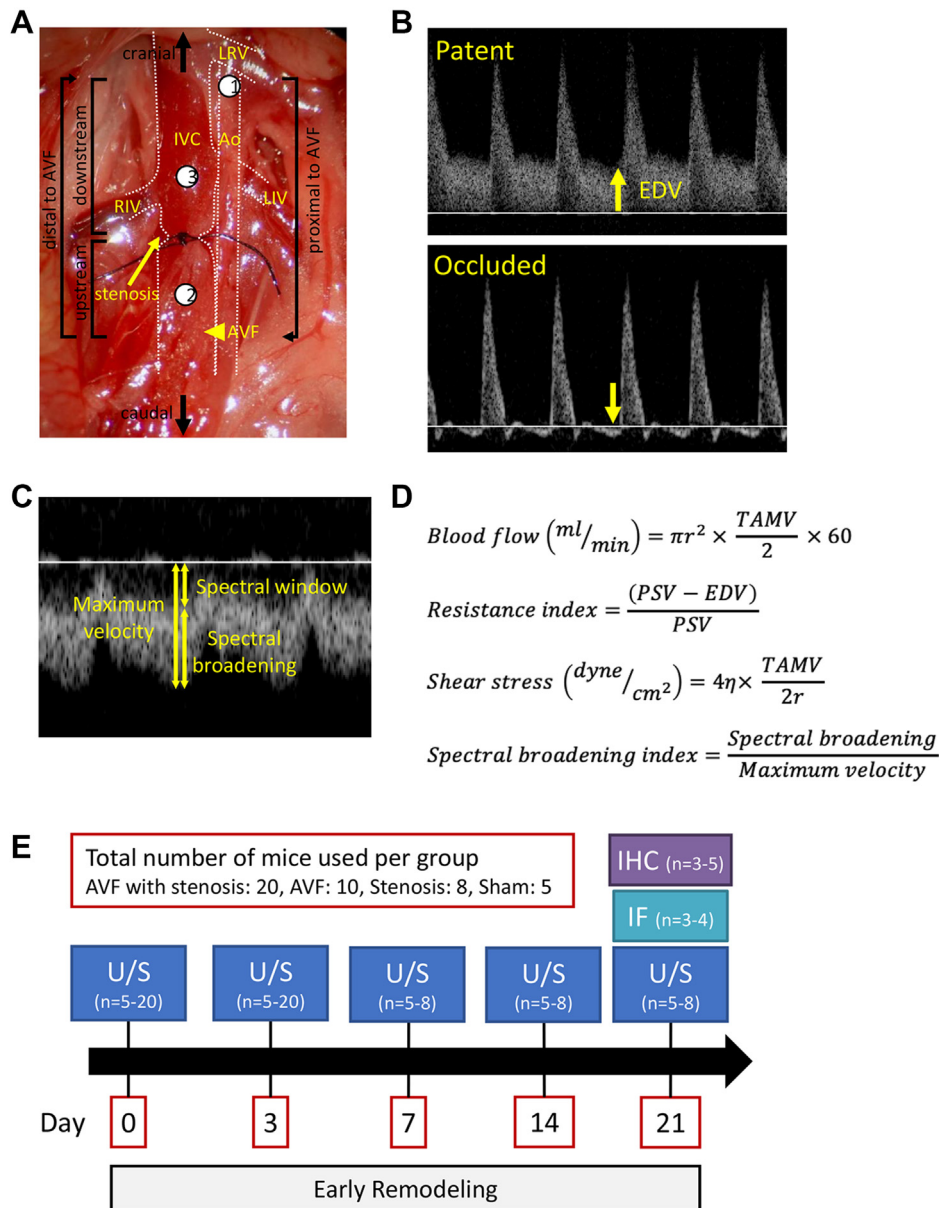 A
cranial
LRV
1
IVC
Ao
3
LIV
RIV
distal to AVF
downstream
upstream
proximal to AVF
stenosis
2
AVF
caudal
B
Patent
EDV
Occluded
C
Spectral window
Maximum velocity
Spectral broadening
D
Blood flow (ml/min) = πr² × TAMV/2 × 60
Resistance index = (PSV − EDV)/PSV
Shear stress (dyne/cm²) = 4η× TAMV/2r
Spectral broadening index = Spectral broadening/Maximum velocity
E
Total number of mice used per group
AVF with stenosis: 20, AVF: 10, Stenosis: 8, Sham: 5
IHC (n=3-5)
IF (n=3-4)
U/S (n=5-20)
U/S (n=5-20)
U/S (n=5-8)
U/S (n=5-8)
U/S (n=5-8)
Day 0 3 7 14 21
Early Remodeling